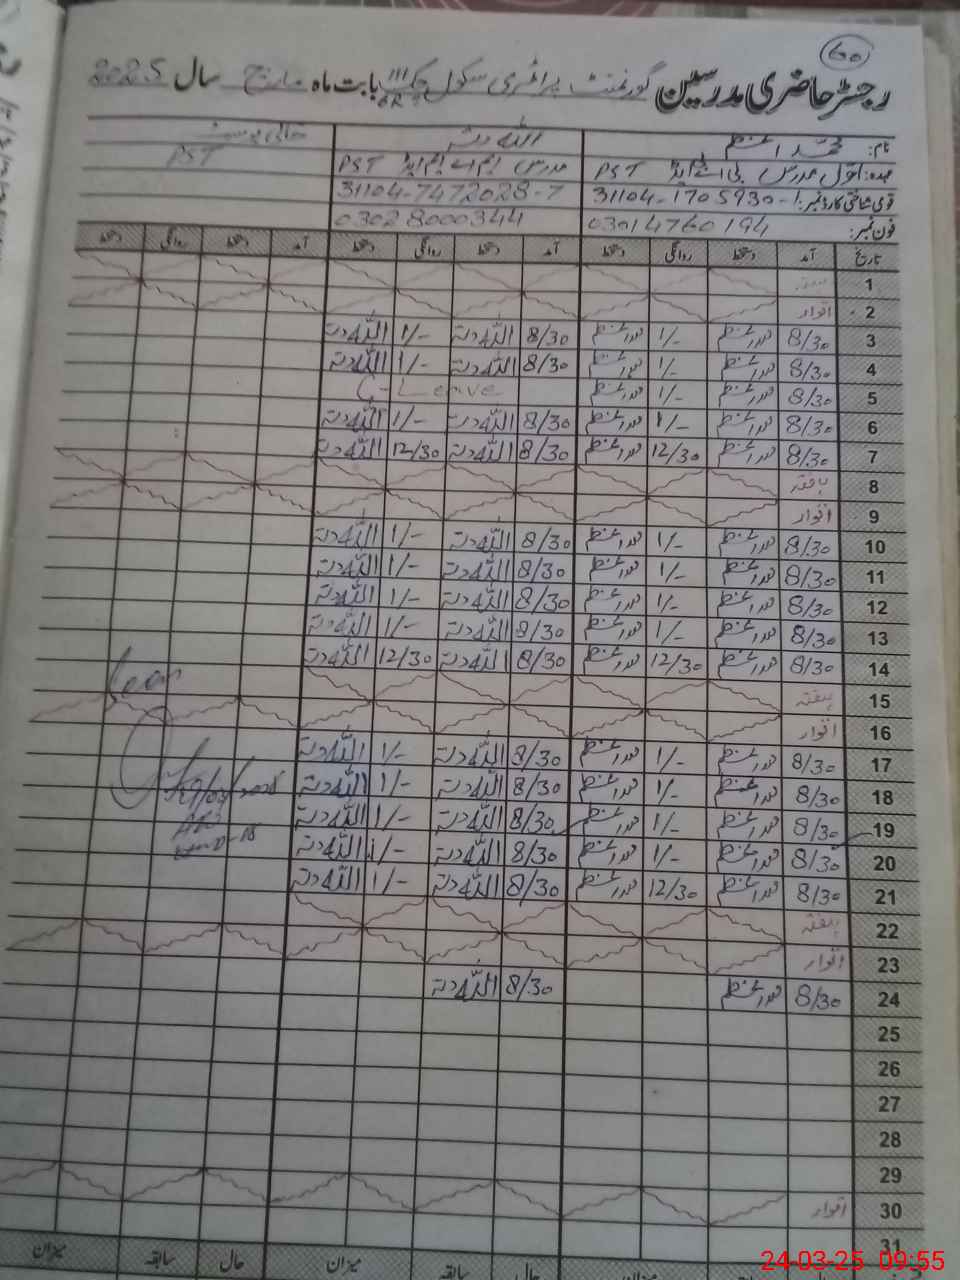 60
رجسٹر حاضری مدرسین گورنمنٹ پرائمری سکول چک 111 6R بابت ماہ مارچ سال 2025
نام: محمد اعظم اللہ دتہ خالی پوسٹ
عہدہ: اول مدرس بی اے بی ایڈ PST مدرس ایم اے ایم ایڈ PST PST
قومی شناختی کارڈ نمبر: 31104-1705930-1 31104-7472028-7
فون نمبر: 03014760194 03028000344
تاریخ آمد دستخط روانگی دستخط آمد دستخط روانگی دستخط آمد دستخط روانگی دستخط
1 ہفتہ
2 اتوار
3 8/30 محمد اعظم 1/- محمد اعظم 8/30 اللہ دتہ 1/- اللہ دتہ
4 8/30 محمد اعظم 1/- محمد اعظم 8/30 اللہ دتہ 1/- اللہ دتہ
5 8/30 محمد اعظم 1/- محمد اعظم C-Leave
6 8/30 محمد اعظم 1/- محمد اعظم 8/30 اللہ دتہ 1/- اللہ دتہ
7 8/30 محمد اعظم 12/30 محمد اعظم 8/30 اللہ دتہ 12/30 اللہ دتہ
8 ہفتہ
9 اتوار
10 8/30 محمد اعظم 1/- محمد اعظم 8/30 اللہ دتہ 1/- اللہ دتہ
11 8/30 محمد اعظم 1/- محمد اعظم 8/30 اللہ دتہ 1/- اللہ دتہ
12 8/30 محمد اعظم 1/- محمد اعظم 8/30 اللہ دتہ 1/- اللہ دتہ
13 8/30 محمد اعظم 1/- محمد اعظم 8/30 اللہ دتہ 1/- اللہ دتہ
14 8/30 محمد اعظم 12/30 محمد اعظم 8/30 اللہ دتہ 12/30 اللہ دتہ
15 ہفتہ
16 اتوار
17 8/30 محمد اعظم 1/- محمد اعظم 8/30 اللہ دتہ 1/- اللہ دتہ
18 8/30 محمد اعظم 1/- محمد اعظم 8/30 اللہ دتہ 1/- اللہ دتہ
19 8/30 محمد اعظم 1/- محمد اعظم 8/30 اللہ دتہ 1/- اللہ دتہ
20 8/30 محمد اعظم 1/- محمد اعظم 8/30 اللہ دتہ 1/- اللہ دتہ
21 8/30 محمد اعظم 12/30 محمد اعظم 8/30 اللہ دتہ 1/- اللہ دتہ
22 ہفتہ
23 اتوار
24 8/30 محمد اعظم 8/30 اللہ دتہ
25
26
27
28
29
30 اتوار
31
حال سابقہ میزان حال سابقہ میزان
24-03-25 09:55